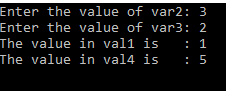 Enter the value of var2: 3
Enter the value of var3: 2
The value in val1 is   : 1
The value in val4 is   : 5